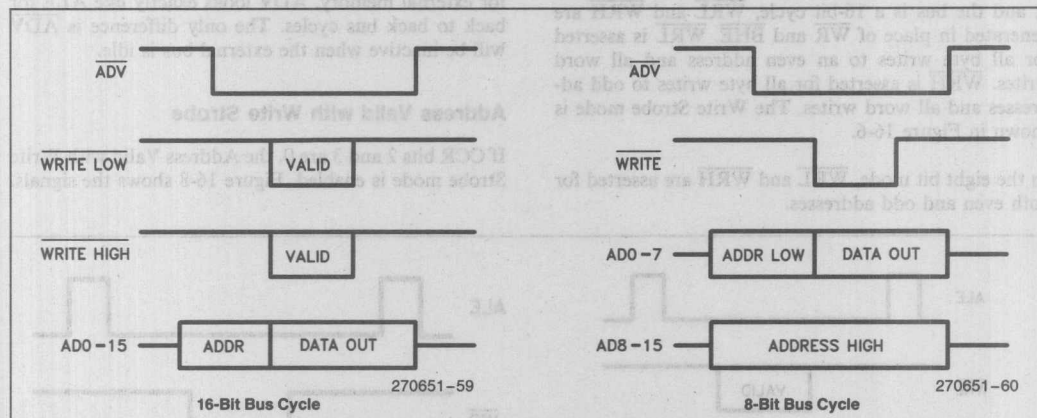 ADV
WRITE LOW
VALID
WRITE HIGH
VALID
AD0-15
ADDR
DATA OUT
270651-59
16-Bit Bus Cycle
ADV
WRITE
AD0-7
ADDR LOW
DATA OUT
AD8-15
ADDRESS HIGH
270651-60
8-Bit Bus Cycle